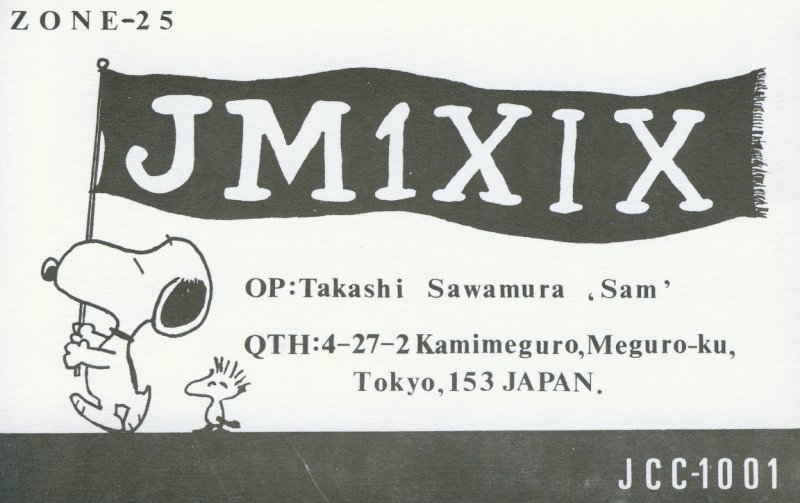 ZONE-25
JM1XIX
OP:Takashi Sawamura ‚Sam’
QTH:4-27-2 Kamimeguro,Meguro-ku,
Tokyo,153 JAPAN.
JCC-1001